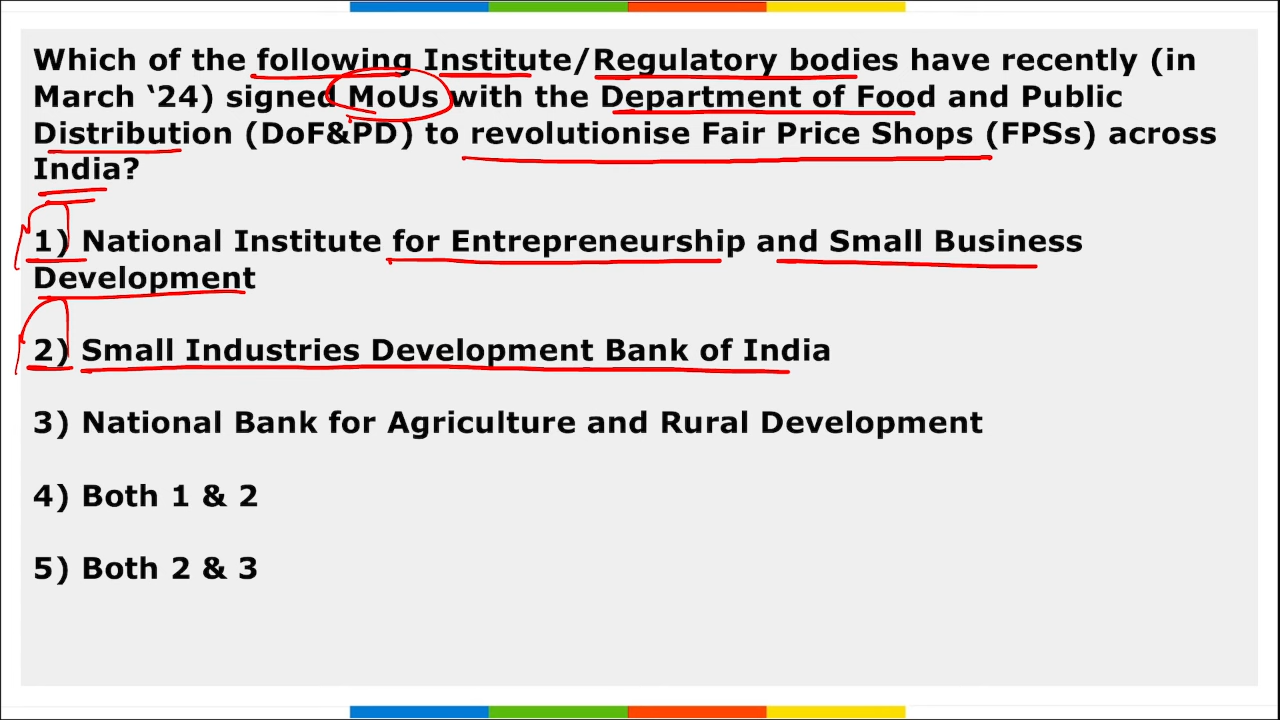 Which of the following Institute/Regulatory bodies have recently (in
March ‘24) signed MoUs with the Department of Food and Public
Distribution (DoF&PD) to revolutionise Fair Price Shops (FPSs) across
India?
1) National Institute for Entrepreneurship and Small Business
Development
2) Small Industries Development Bank of India
3) National Bank for Agriculture and Rural Development
4) Both 1 & 2
5) Both 2 & 3